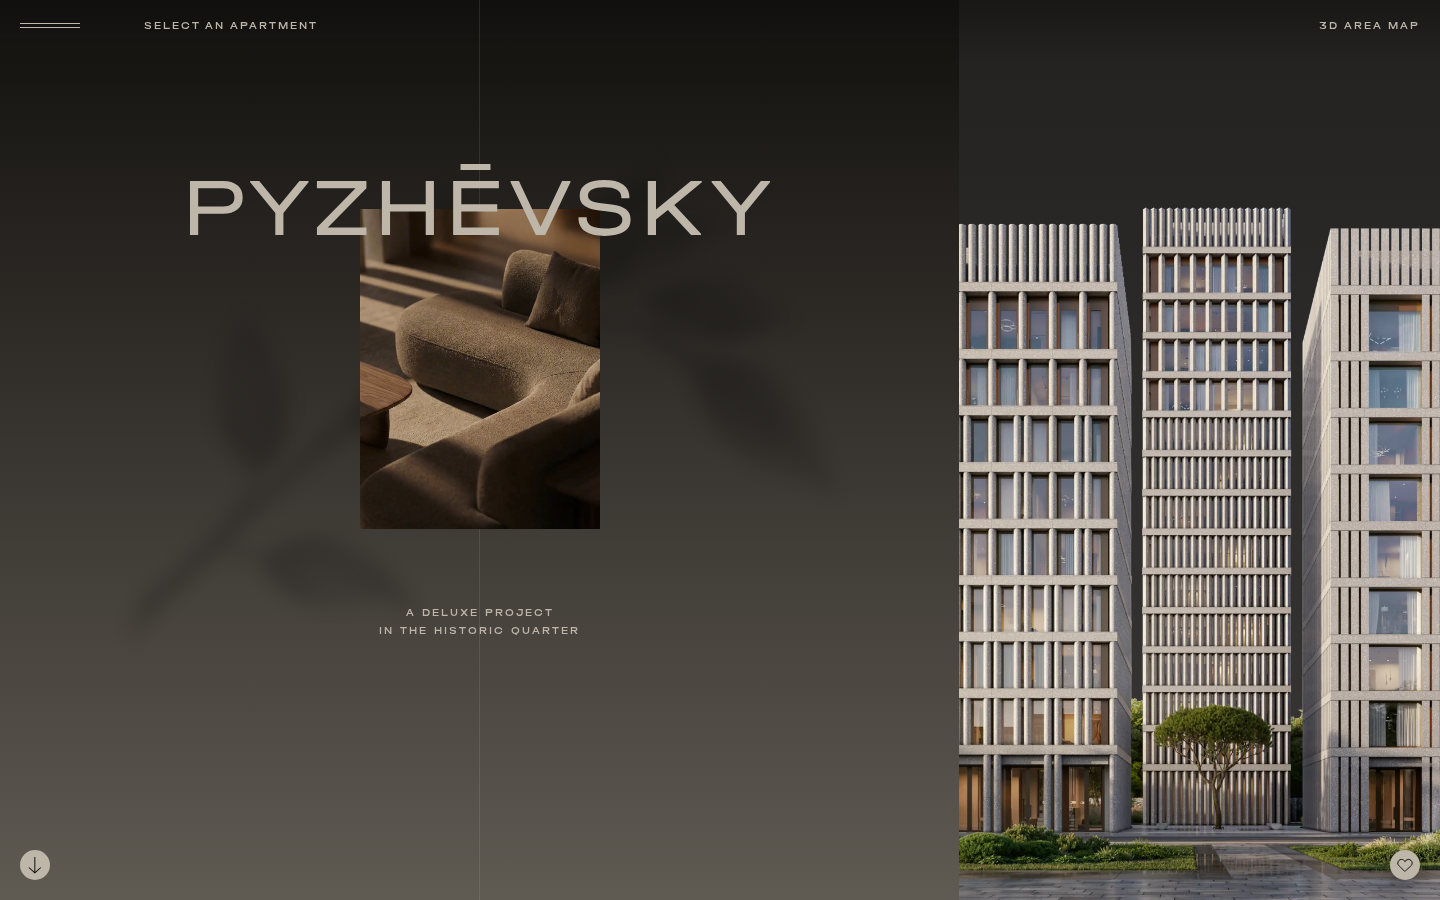 SELECT AN APARTMENT
3D AREA MAP
PYZHĒVSKY
A DELUXE PROJECT
IN THE HISTORIC QUARTER